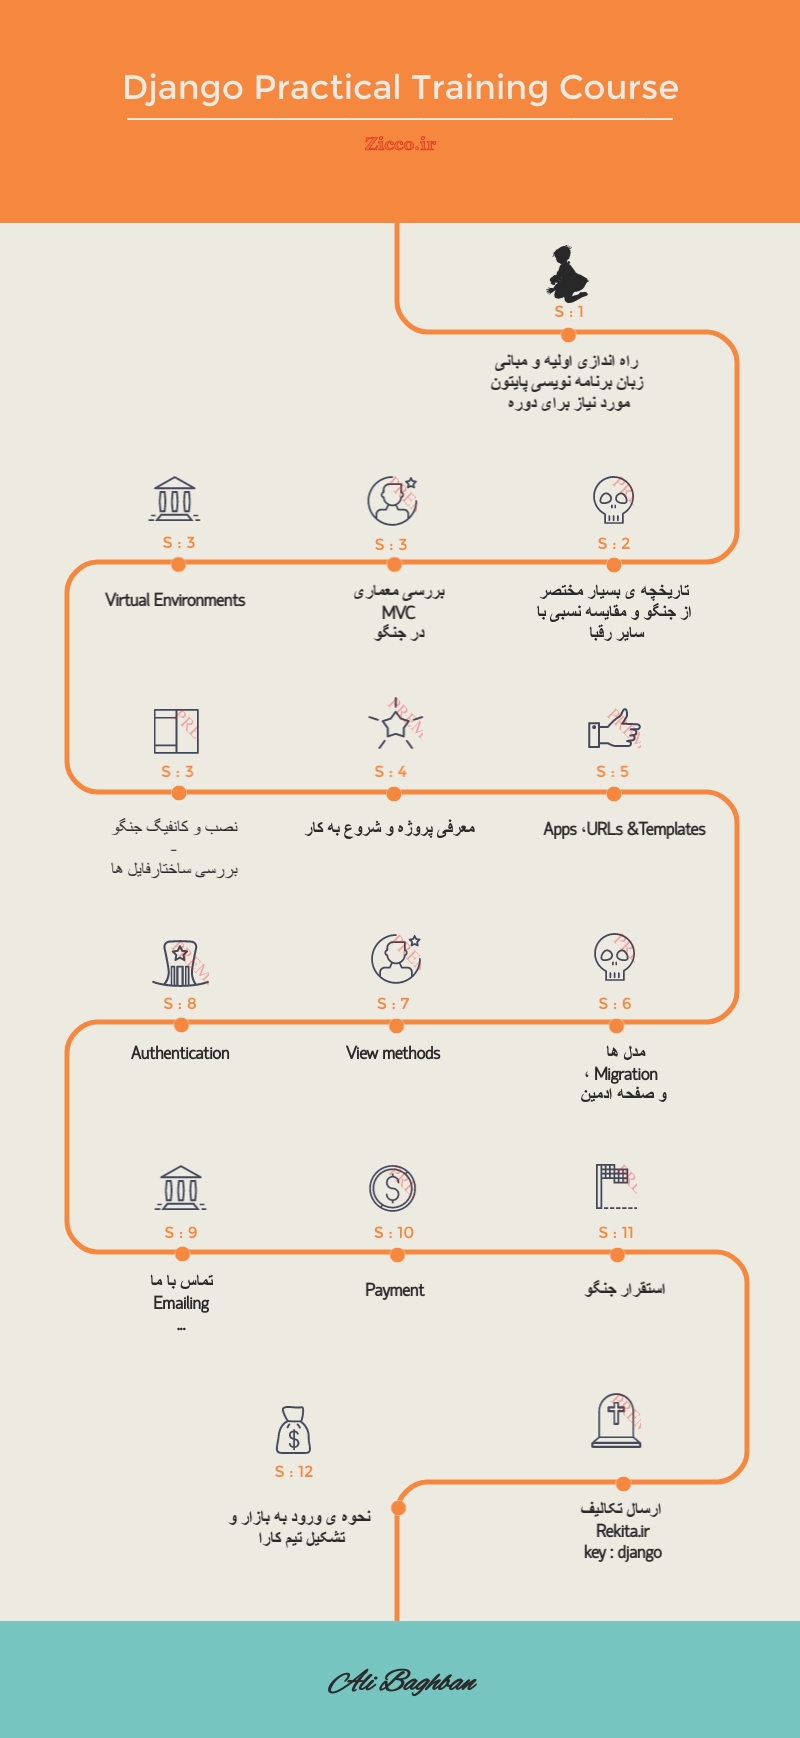 Django Practical Training Course
Zicco.ir
S : 1
راه اندازی اولیه و مبانی
زبان برنامه نویسی پایتون
مورد نیاز برای دوره
S : 2
تاریخچه ی بسیار مختصر
از جنگو و مقایسه نسبی با
سایر رقبا
S : 3
بررسی معماری
MVC
در جنگو
S : 3
Virtual Environments
S : 3
نصب و کانفیگ جنگو
-
بررسی ساختارفایل ها
S : 4
معرفی پروژه و شروع به کار
S : 5
Apps ،URLs &Templates
S : 6
مدل ها
، Migration
و صفحه ادمین
S : 7
View methods
S : 8
Authentication
S : 9
تماس با ما
Emailing
...
S : 10
Payment
S : 11
استقرار جنگو
ارسال تکالیف
Rekita.ir
key : django
S : 12
نحوه ی ورود به بازار و
تشکیل تیم کارا
Ali Baghban